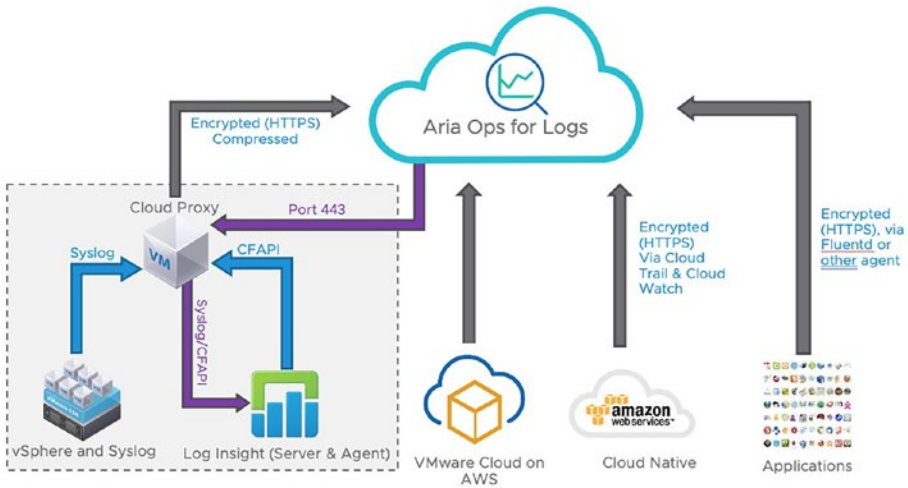 Aria Ops for Logs
Encrypted (HTTPS)
Compressed
Cloud Proxy
Port 443
VM
Syslog
CFAPI
Syslog/CFAPI
Encrypted
(HTTPS)
Via Cloud
Trail & Cloud
Watch
Encrypted
(HTTPS), via
Fluentd or
other agent
vSphere and Syslog
Log Insight (Server & Agent)
VMware Cloud on
AWS
amazon
webservices™
Cloud Native
Applications